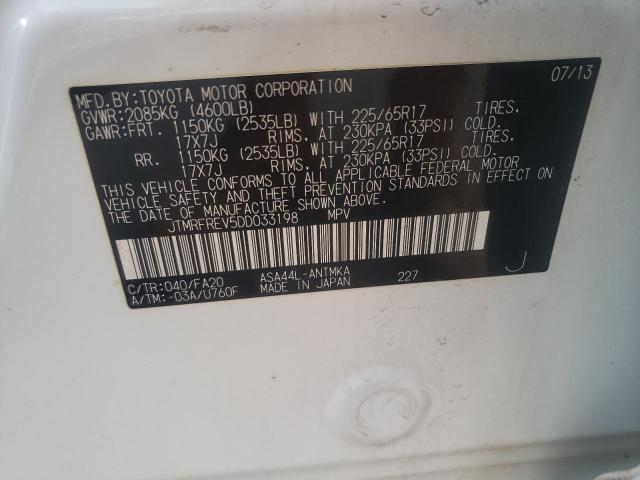 07/13
MFD.BY:TOYOTA MOTOR CORPORATION
GVWR:2085KG (4600LB)
GAWR:FRT. 1150KG (2535LB) WITH 225/65R17 TIRES.
17X7J RIMS. AT 230KPA (33PSI) COLD.
RR. 1150KG (2535LB) WITH 225/65R17 TIRES.
17X7J RIMS. AT 230KPA (33PSI) COLD.
THIS VEHICLE CONFORMS TO ALL APPLICABLE FEDERAL MOTOR
VEHICLE SAFETY AND THEFT PREVENTION STANDARDS IN EFFECT ON
THE DATE OF MANUFACTURE SHOWN ABOVE.
JTMRFREV5DD033198 MPV
C/TR:040/FA20 ASA44L-ANTMKA 227 J
A/TM:-03A/U760F MADE IN JAPAN